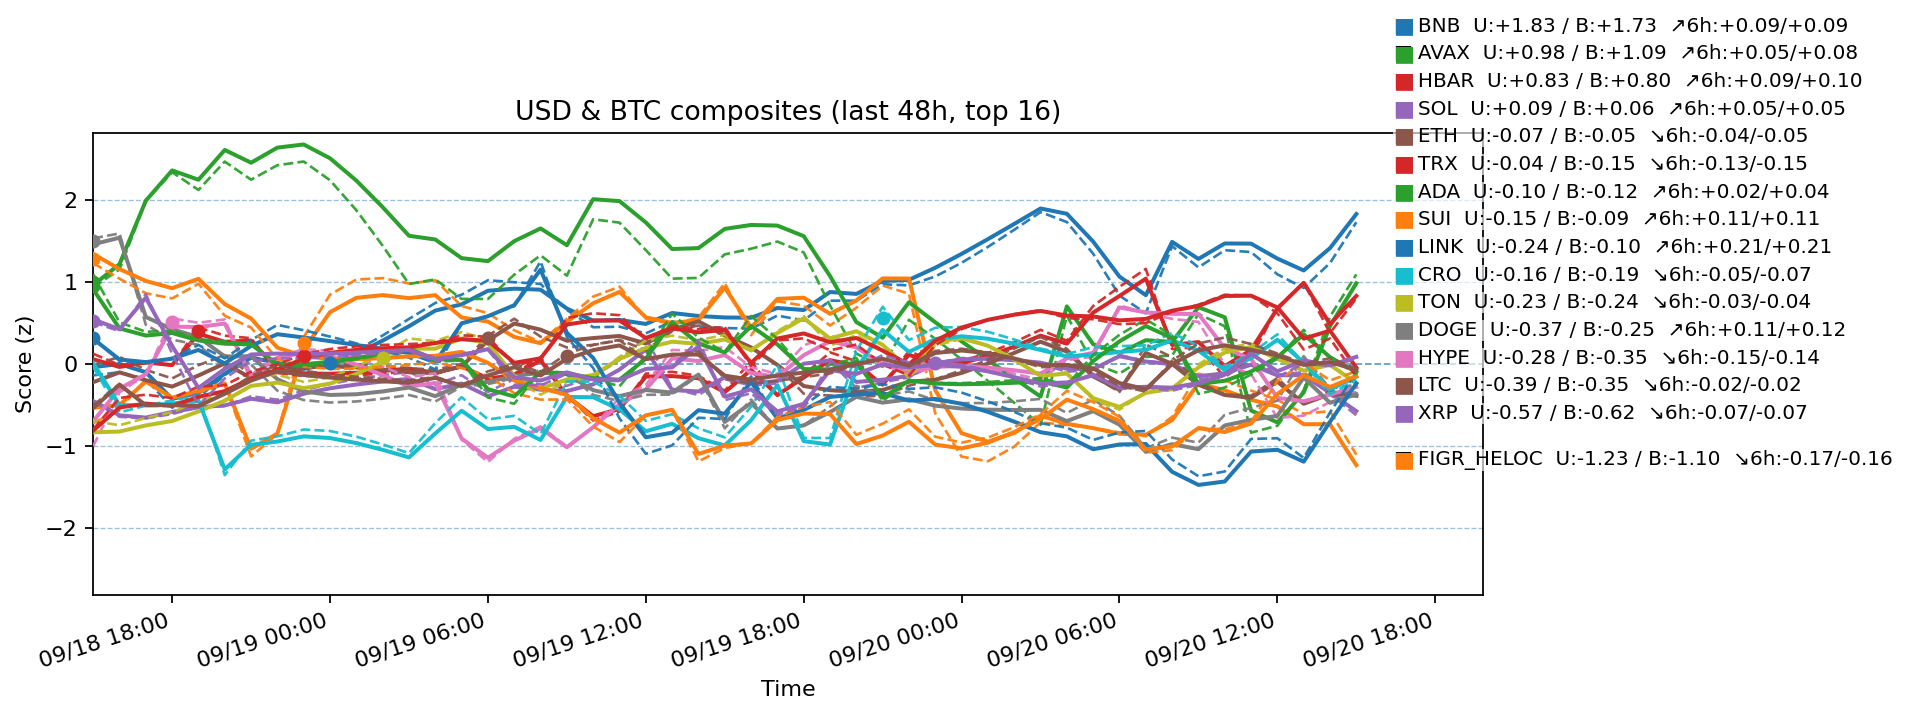 USD & BTC composites (last 48h, top 16)
BNB U:+1.83 / B:+1.73 ↗6h:+0.09/+0.09
AVAX U:+0.98 / B:+1.09 ↗6h:+0.05/+0.08
HBAR U:+0.83 / B:+0.80 ↗6h:+0.09/+0.10
SOL U:+0.09 / B:+0.06 ↗6h:+0.05/+0.05
ETH U:-0.07 / B:-0.05 ↘6h:-0.04/-0.05
TRX U:-0.04 / B:-0.15 ↘6h:-0.13/-0.15
ADA U:-0.10 / B:-0.12 ↗6h:+0.02/+0.04
SUI U:-0.15 / B:-0.09 ↗6h:+0.11/+0.11
LINK U:-0.24 / B:-0.10 ↗6h:+0.21/+0.21
CRO U:-0.16 / B:-0.19 ↘6h:-0.05/-0.07
TON U:-0.23 / B:-0.24 ↘6h:-0.03/-0.04
DOGE U:-0.37 / B:-0.25 ↗6h:+0.11/+0.12
HYPE U:-0.28 / B:-0.35 ↘6h:-0.15/-0.14
LTC U:-0.39 / B:-0.35 ↘6h:-0.02/-0.02
XRP U:-0.57 / B:-0.62 ↘6h:-0.07/-0.07
FIGR_HELOC U:-1.23 / B:-1.10 ↘6h:-0.17/-0.16
Score (z)
2
1
0
−1
−2
09/18 18:00
09/19 00:00
09/19 06:00
09/19 12:00
09/19 18:00
09/20 00:00
09/20 06:00
09/20 12:00
09/20 18:00
Time